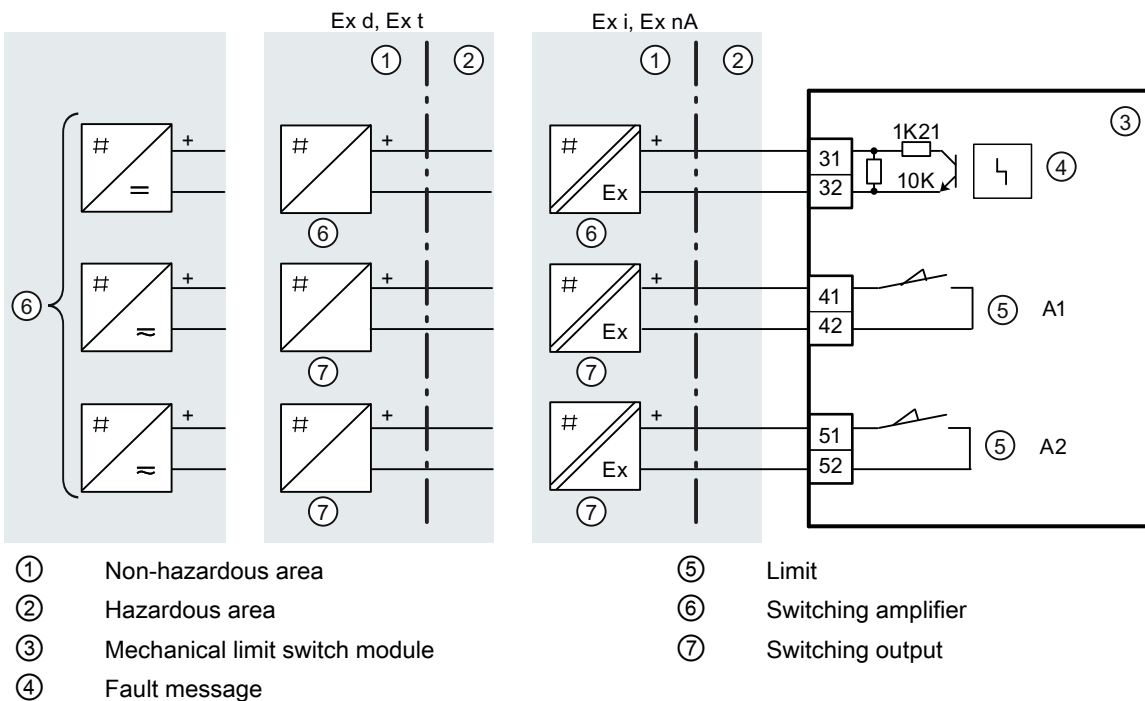 Ex d, Ex t
Ex i, Ex nA
① ②
① ②
③
# =
+
# ⑥
+
# Ex ⑥
+
31
32
1K21
10K
④
⑥
# ≂
+
# ⑦
+
# Ex ⑦
+
41
42
⑤ A1
# ≂
+
# ⑦
+
# Ex ⑦
+
51
52
⑤ A2
① Non-hazardous area
② Hazardous area
③ Mechanical limit switch module
④ Fault message
⑤ Limit
⑥ Switching amplifier
⑦ Switching output